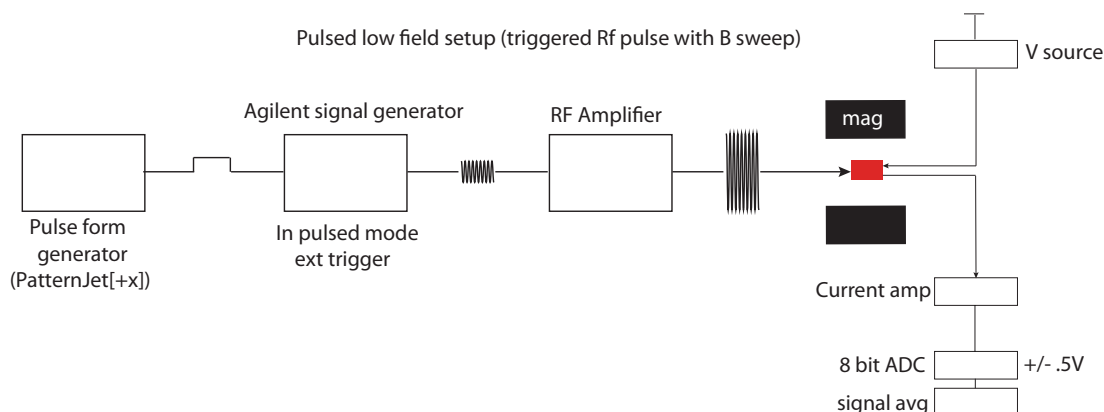 Pulsed low field setup (triggered Rf pulse with B sweep)
V source
Agilent signal generator
RF Amplifier
mag
Pulse form
generator
(PatternJet[+x])
In pulsed mode
ext trigger
Current amp
8 bit ADC
+/- .5V
signal avg